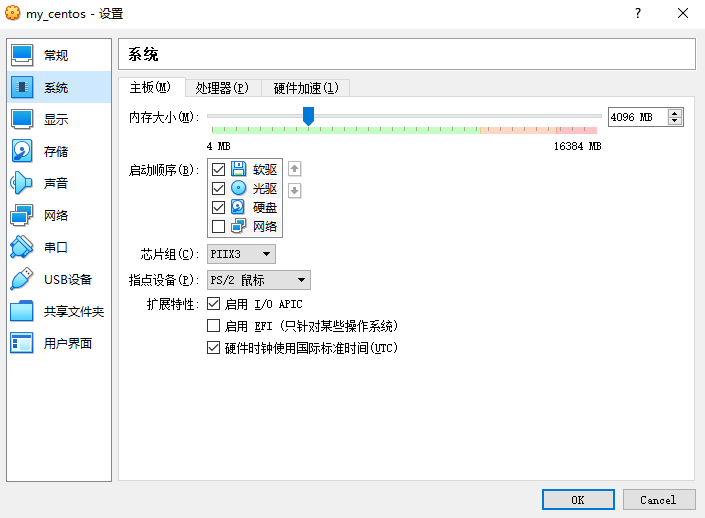 my_centos - 设置
?
常规
系统
显示
存储
声音
网络
串口
USB设备
共享文件夹
用户界面
系统
主板(M) 处理器(P) 硬件加速(l)
内存大小(M): 4096 MB
4 MB 16384 MB
启动顺序(B): 软驱
光驱
硬盘
网络
芯片组(C): PIIX3
指点设备(P): PS/2 鼠标
扩展特性: 启用 I/O APIC
启用 EFI (只针对某些操作系统)
硬件时钟使用国际标准时间(UTC)
OK Cancel